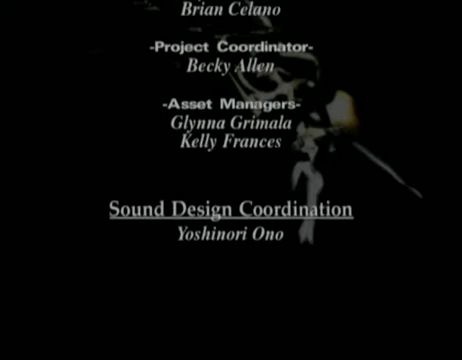 Brian Celano
-Project Coordinator-
Becky Allen
-Asset Managers-
Glynna Grimala
Kelly Frances
Sound Design Coordination
Yoshinori Ono